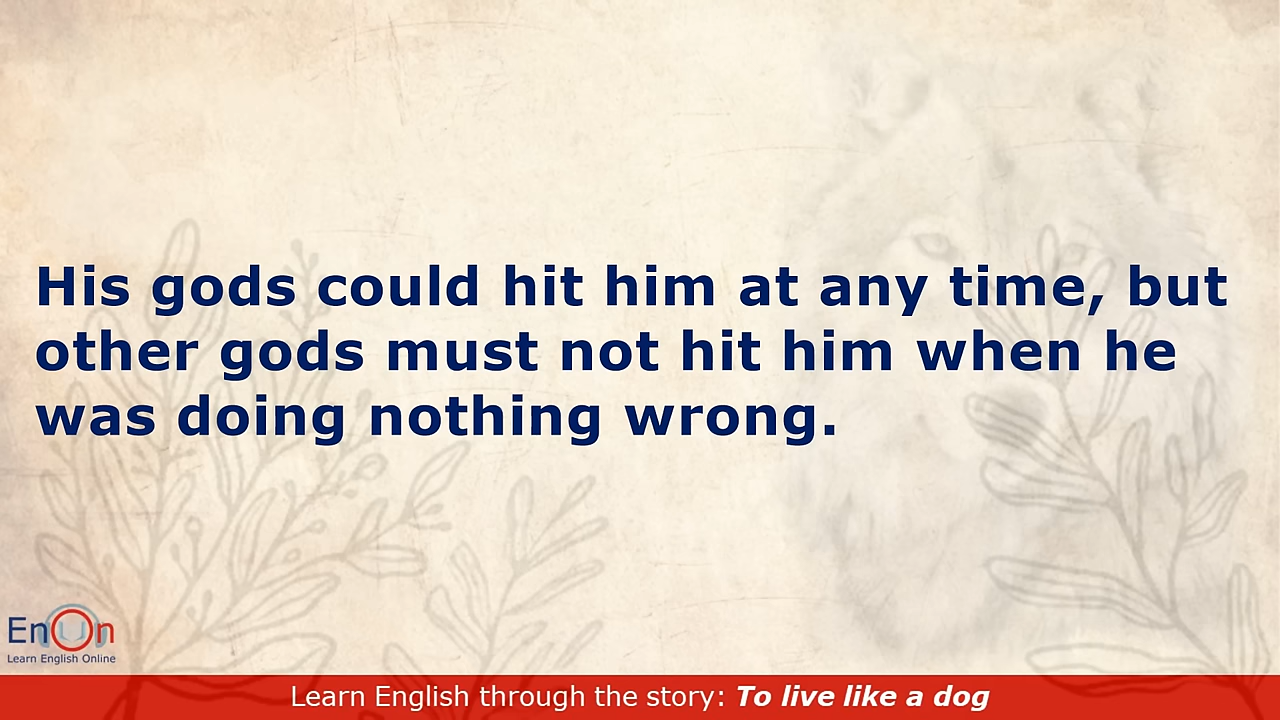 His gods could hit him at any time, but
other gods must not hit him when he
was doing nothing wrong.
EnOn
Learn English Online
Learn English through the story: To live like a dog